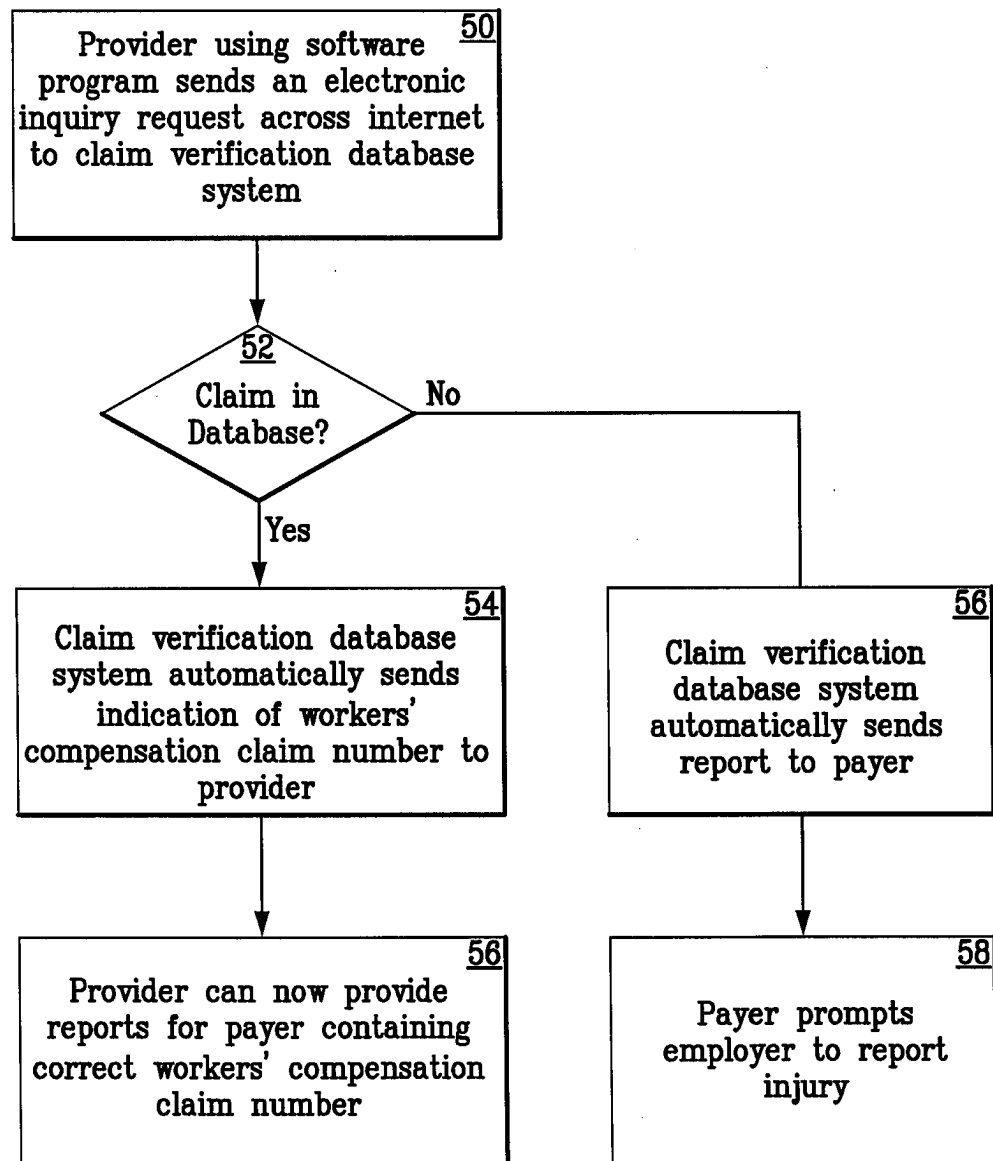 50
Provider using software
program sends an electronic
inquiry request across internet
to claim verification database
system
52
Claim in
Database?
No
Yes
54
Claim verification database
system automatically sends
indication of workers'
compensation claim number to
provider
56
Claim verification
database system
automatically sends
report to payer
56
Provider can now provide
reports for payer containing
correct workers' compensation
claim number
58
Payer prompts
employer to report
injury